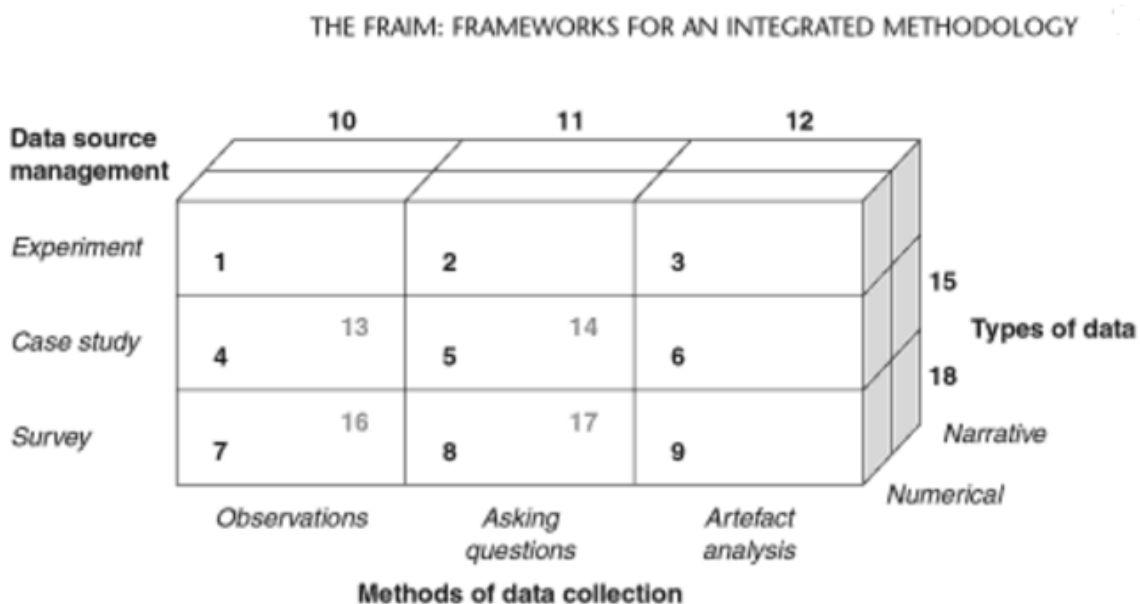 THE FRAIM: FRAMEWORKS FOR AN INTEGRATED METHODOLOGY
10 11 12
Data source
management
Experiment
1 2 3
15
Types of data
Case study
13 14
4 5 6
18
Survey
16 17
7 8 9
Narrative
Numerical
Observations
Asking
questions
Artefact
analysis
Methods of data collection